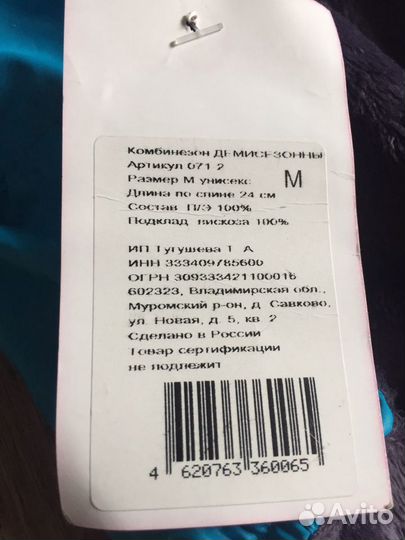 Комбинезон ДЕМИСЕЗОННЫ
Артикул 071 2
Размер М унисекс
М
Длина по спине 24 см
Состав П/Э 100%
Подклад вискоза 100%
ИП Тугушева Т А
ИНН 333409785600
ОГРН 309333421100016
602323, Владимирская обл.,
Муромский р-он, д Савково,
ул. Новая, д. 5, кв. 2
Сделано в России
Товар сертификации
не подлежит
4 620763 360065
Avito